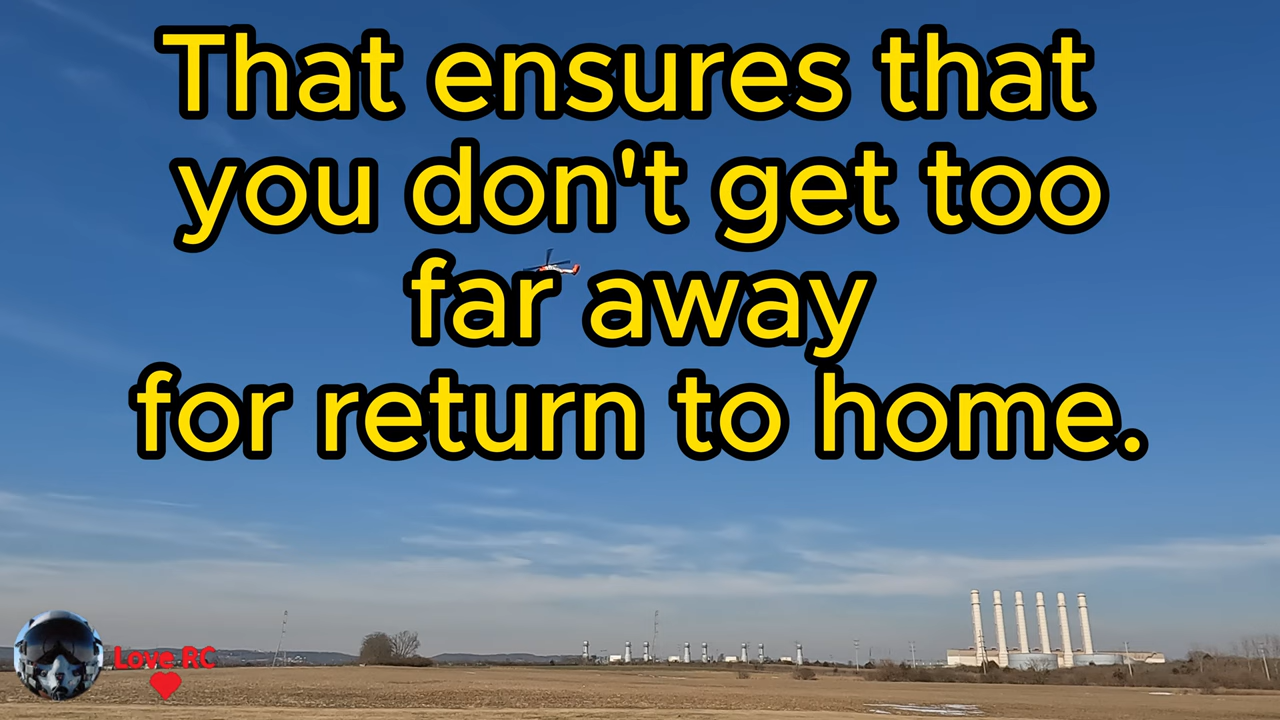 That ensures that
you don't get too
far away
for return to home.
Love RC